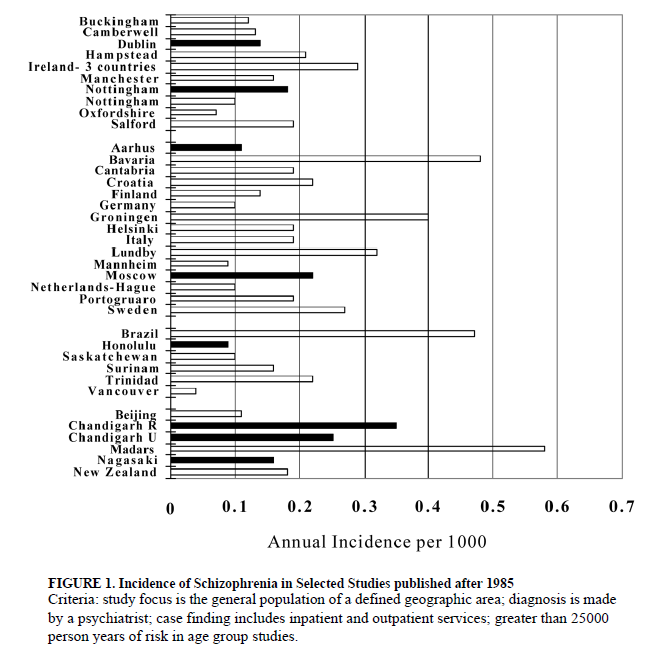 Buckingham
Camberwell
Dublin
Hampstead
Ireland- 3 countries
Manchester
Nottingham
Nottingham
Oxfordshire
Salford
Aarhus
Bavaria
Cantabria
Croatia
Finland
Germany
Groningen
Helsinki
Italy
Lundby
Mannheim
Moscow
Netherlands-Hague
Portogruaro
Sweden
Brazil
Honolulu
Saskatchewan
Surinam
Trinidad
Vancouver
Beijing
Chandigarh R
Chandigarh U
Madars
Nagasaki
New Zealand
0 0.1 0.2 0.3 0.4 0.5 0.6 0.7
Annual Incidence per 1000
FIGURE 1. Incidence of Schizophrenia in Selected Studies published after 1985
Criteria: study focus is the general population of a defined geographic area; diagnosis is made
by a psychiatrist; case finding includes inpatient and outpatient services; greater than 25000
person years of risk in age group studies.